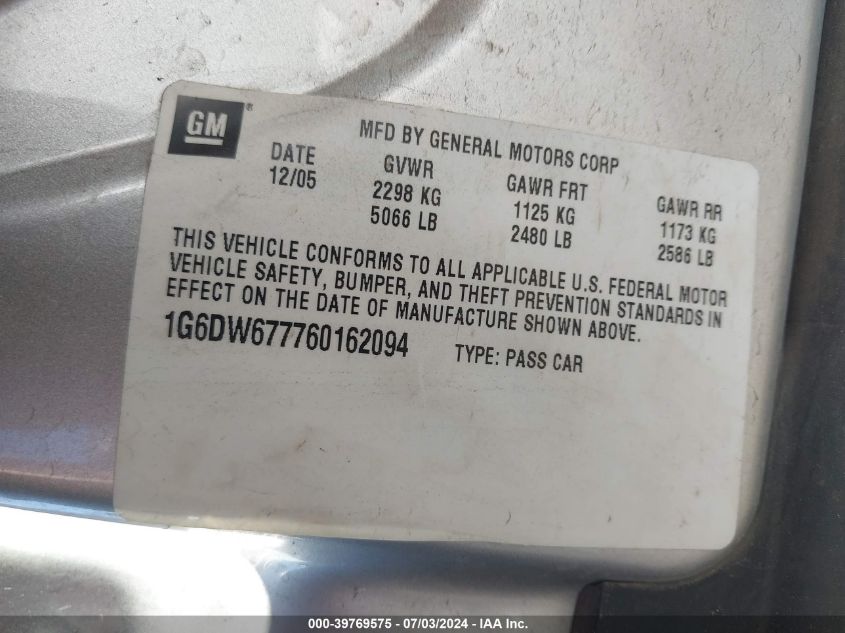 GM®
MFD BY GENERAL MOTORS CORP
DATE GVWR GAWR FRT GAWR RR
12/05 2298 KG 1125 KG 1173 KG
5066 LB 2480 LB 2586 LB
THIS VEHICLE CONFORMS TO ALL APPLICABLE U.S. FEDERAL MOTOR
VEHICLE SAFETY, BUMPER, AND THEFT PREVENTION STANDARDS IN
EFFECT ON THE DATE OF MANUFACTURE SHOWN ABOVE.
1G6DW677760162094 TYPE: PASS CAR
000-39769575 - 07/03/2024 - IAA Inc.